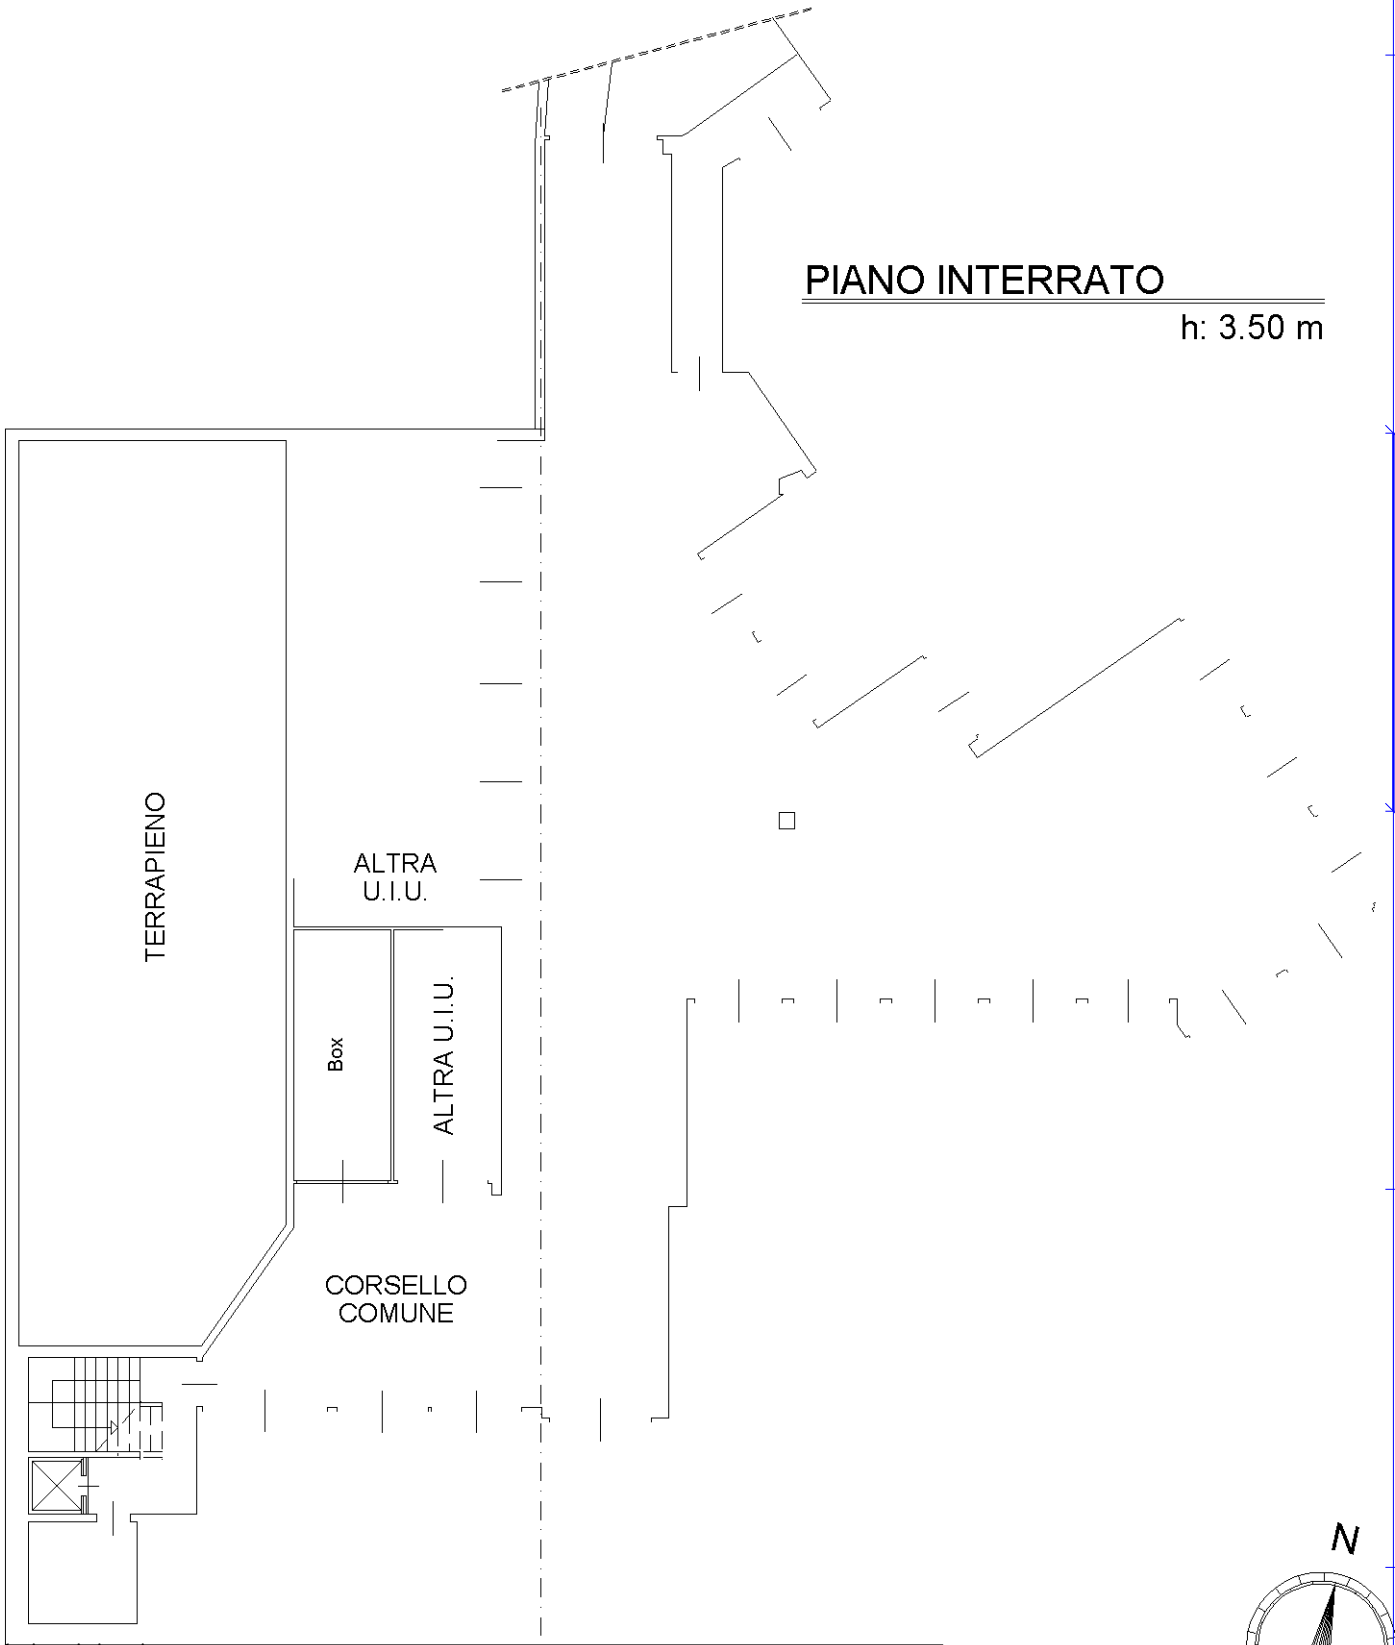 PIANO INTERRATO
h: 3.50 m
TERRAPIENO
ALTRA
U.I.U.
Box
ALTRA U.I.U.
CORSELLO
COMUNE
N